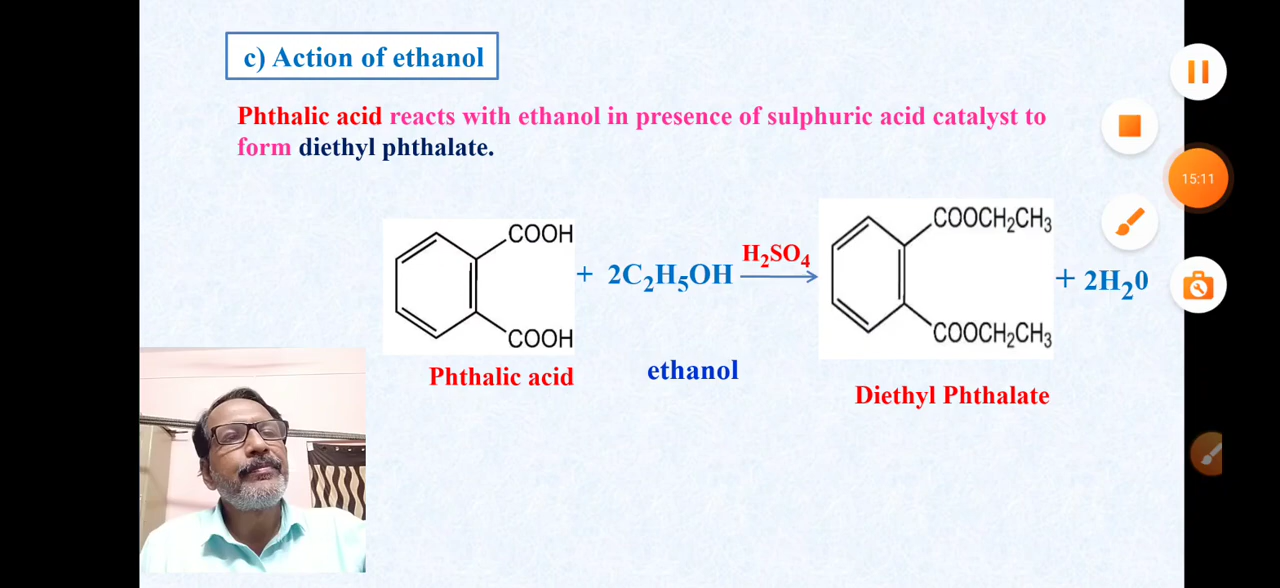 c) Action of ethanol
Phthalic acid reacts with ethanol in presence of sulphuric acid catalyst to
form diethyl phthalate.
15:11
COOH
COOH
+ 2C₂H₅OH
H₂SO₄
COOCH₂CH₃
COOCH₂CH₃
+ 2H₂0
Phthalic acid
ethanol
Diethyl Phthalate